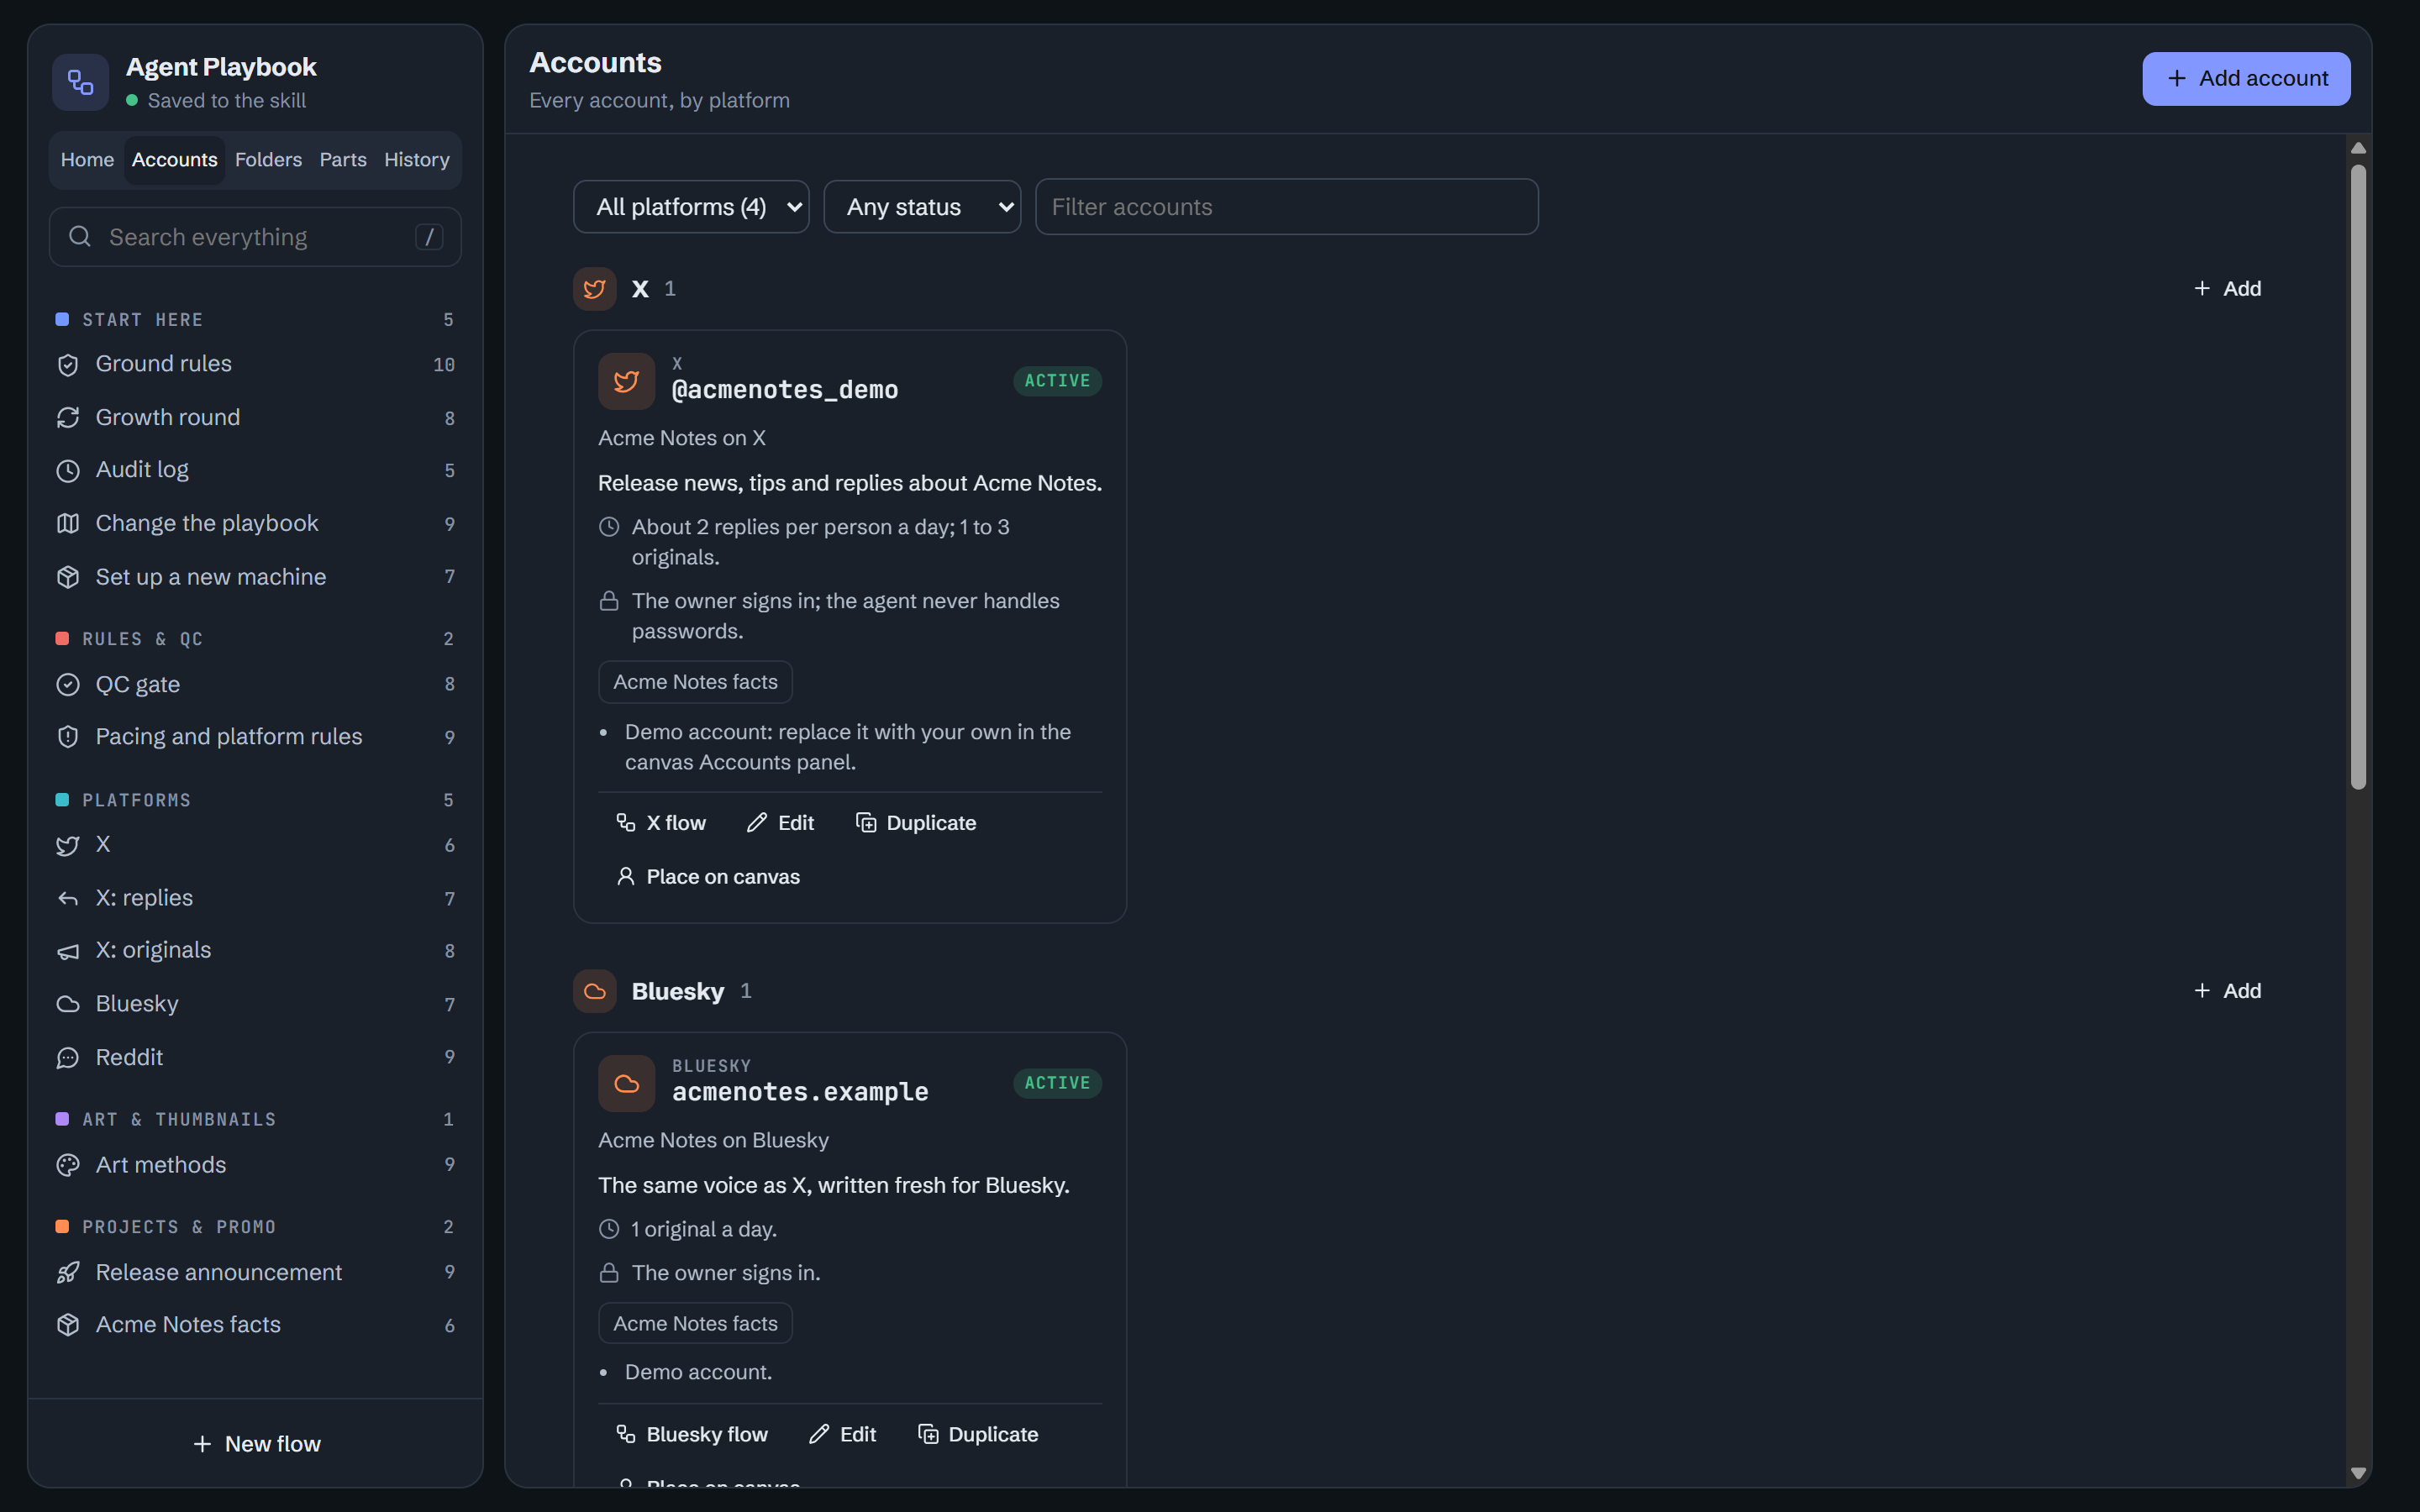 Agent Playbook
Saved to the skill
Home Accounts Folders Parts History
Search everything /
START HERE 5
Ground rules 10
Growth round 8
Audit log 5
Change the playbook 9
Set up a new machine 7
RULES & QC 2
QC gate 8
Pacing and platform rules 9
PLATFORMS 5
X 6
X: replies 7
X: originals 8
Bluesky 7
Reddit 9
ART & THUMBNAILS 1
Art methods 9
PROJECTS & PROMO 2
Release announcement 9
Acme Notes facts 6
+ New flow
Accounts
Every account, by platform
+ Add account
All platforms (4) Any status Filter accounts
X 1 + Add
X
@acmenotes_demo
ACTIVE
Acme Notes on X
Release news, tips and replies about Acme Notes.
About 2 replies per person a day; 1 to 3
originals.
The owner signs in; the agent never handles
passwords.
Acme Notes facts
• Demo account: replace it with your own in the
canvas Accounts panel.
X flow Edit Duplicate
Place on canvas
Bluesky 1 + Add
BLUESKY
acmenotes.example
ACTIVE
Acme Notes on Bluesky
The same voice as X, written fresh for Bluesky.
1 original a day.
The owner signs in.
Acme Notes facts
• Demo account.
Bluesky flow Edit Duplicate
Place on canvas